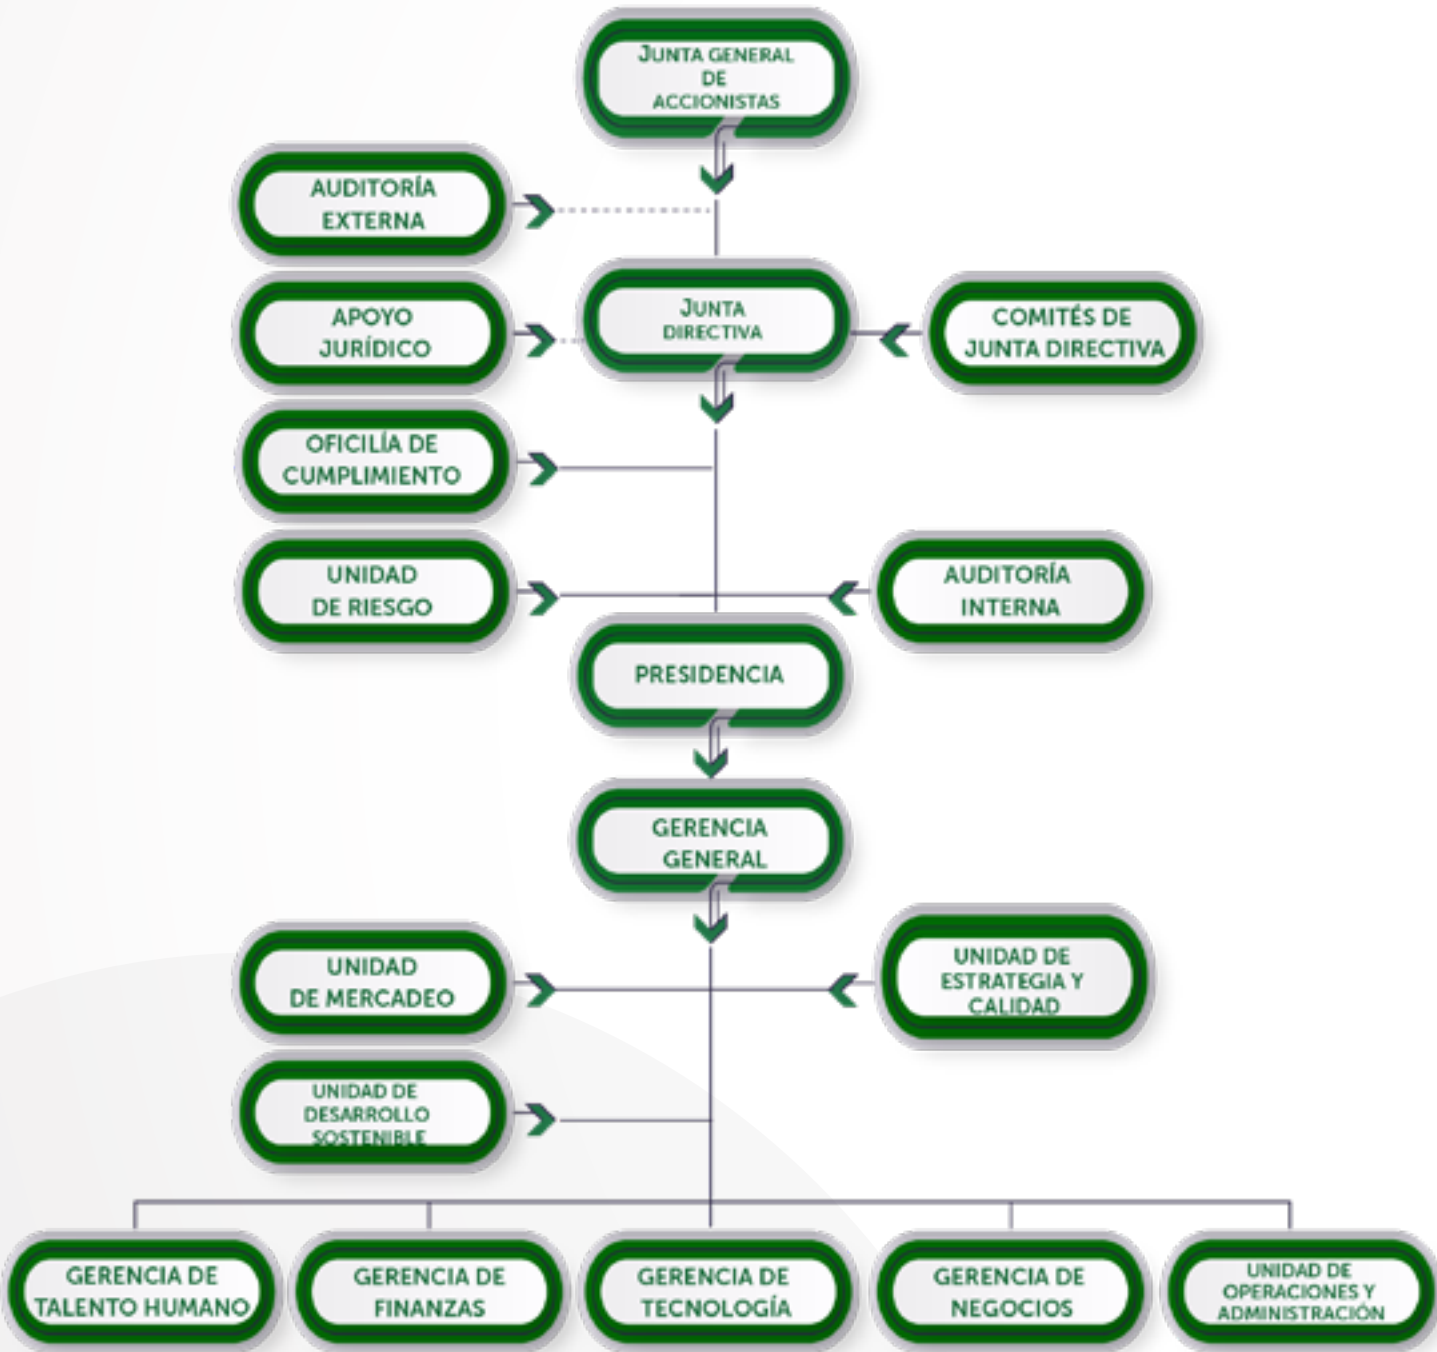 JUNTA GENERAL
DE
ACCIONISTAS
AUDITORÍA
EXTERNA
APOYO
JURÍDICO
JUNTA
DIRECTIVA
COMITÉS DE
JUNTA DIRECTIVA
OFICILÍA DE
CUMPLIMIENTO
UNIDAD
DE RIESGO
AUDITORÍA
INTERNA
PRESIDENCIA
GERENCIA
GENERAL
UNIDAD
DE MERCADEO
UNIDAD DE
ESTRATEGIA Y
CALIDAD
UNIDAD DE
DESARROLLO
SOSTENIBLE
GERENCIA DE
TALENTO HUMANO
GERENCIA DE
FINANZAS
GERENCIA DE
TECNOLOGÍA
GERENCIA DE
NEGOCIOS
UNIDAD DE
OPERACIONES Y
ADMINISTRACIÓN